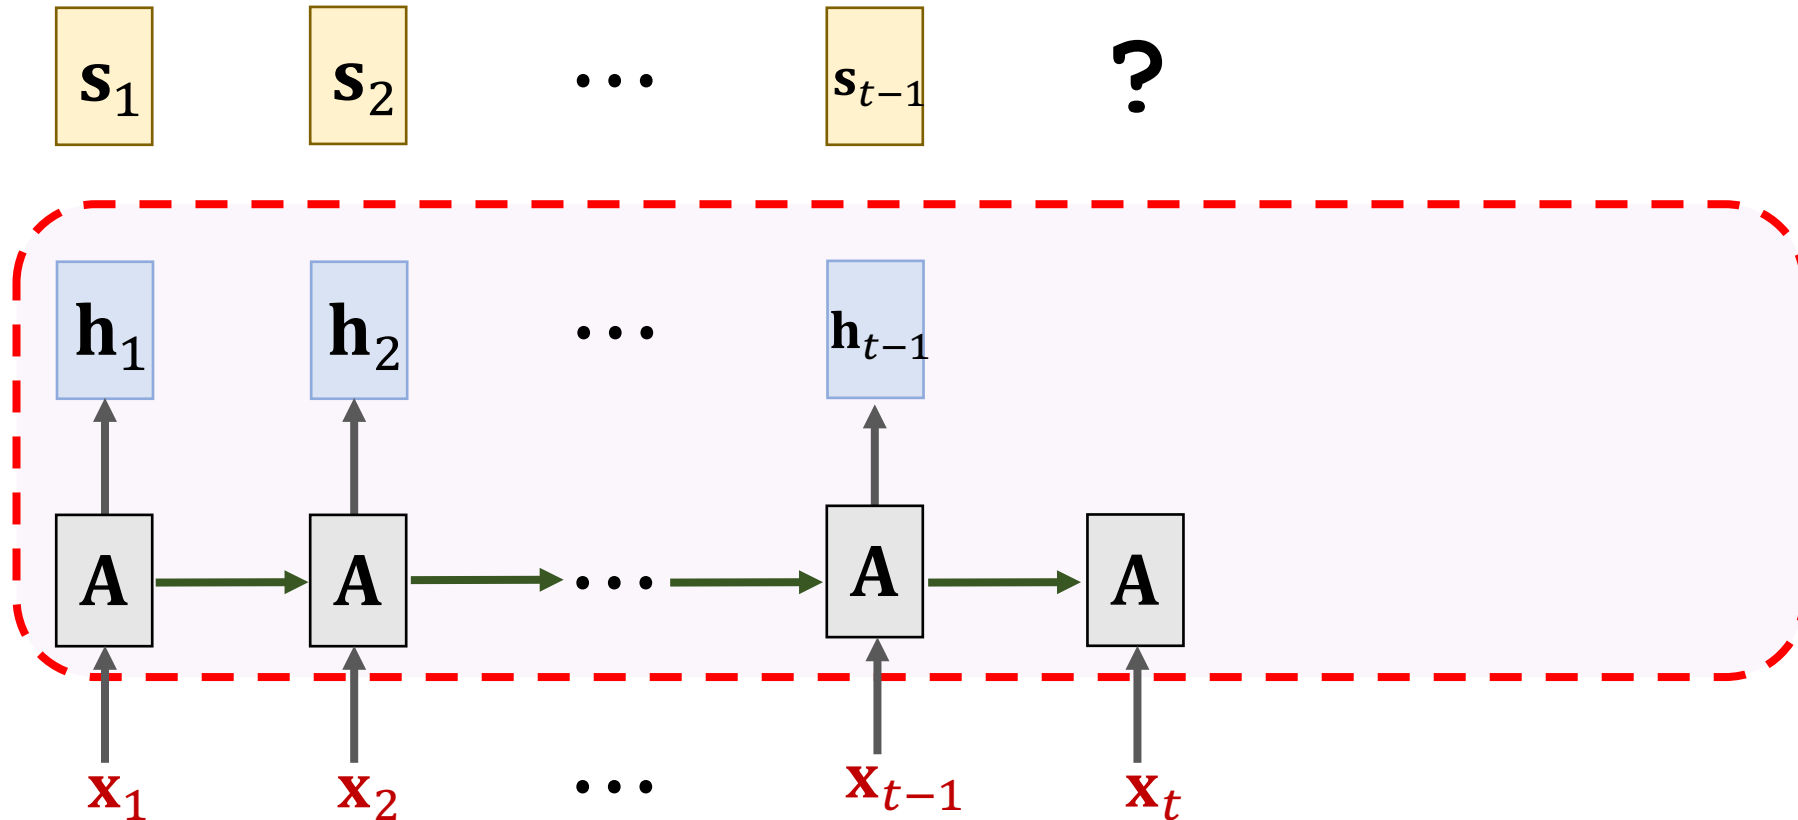 s₁ s₂ ⋯ sₜ₋₁ ?
h₁ h₂ ⋯ hₜ₋₁
A A ⋯ A A
x₁ x₂ ⋯ xₜ₋₁ xₜ